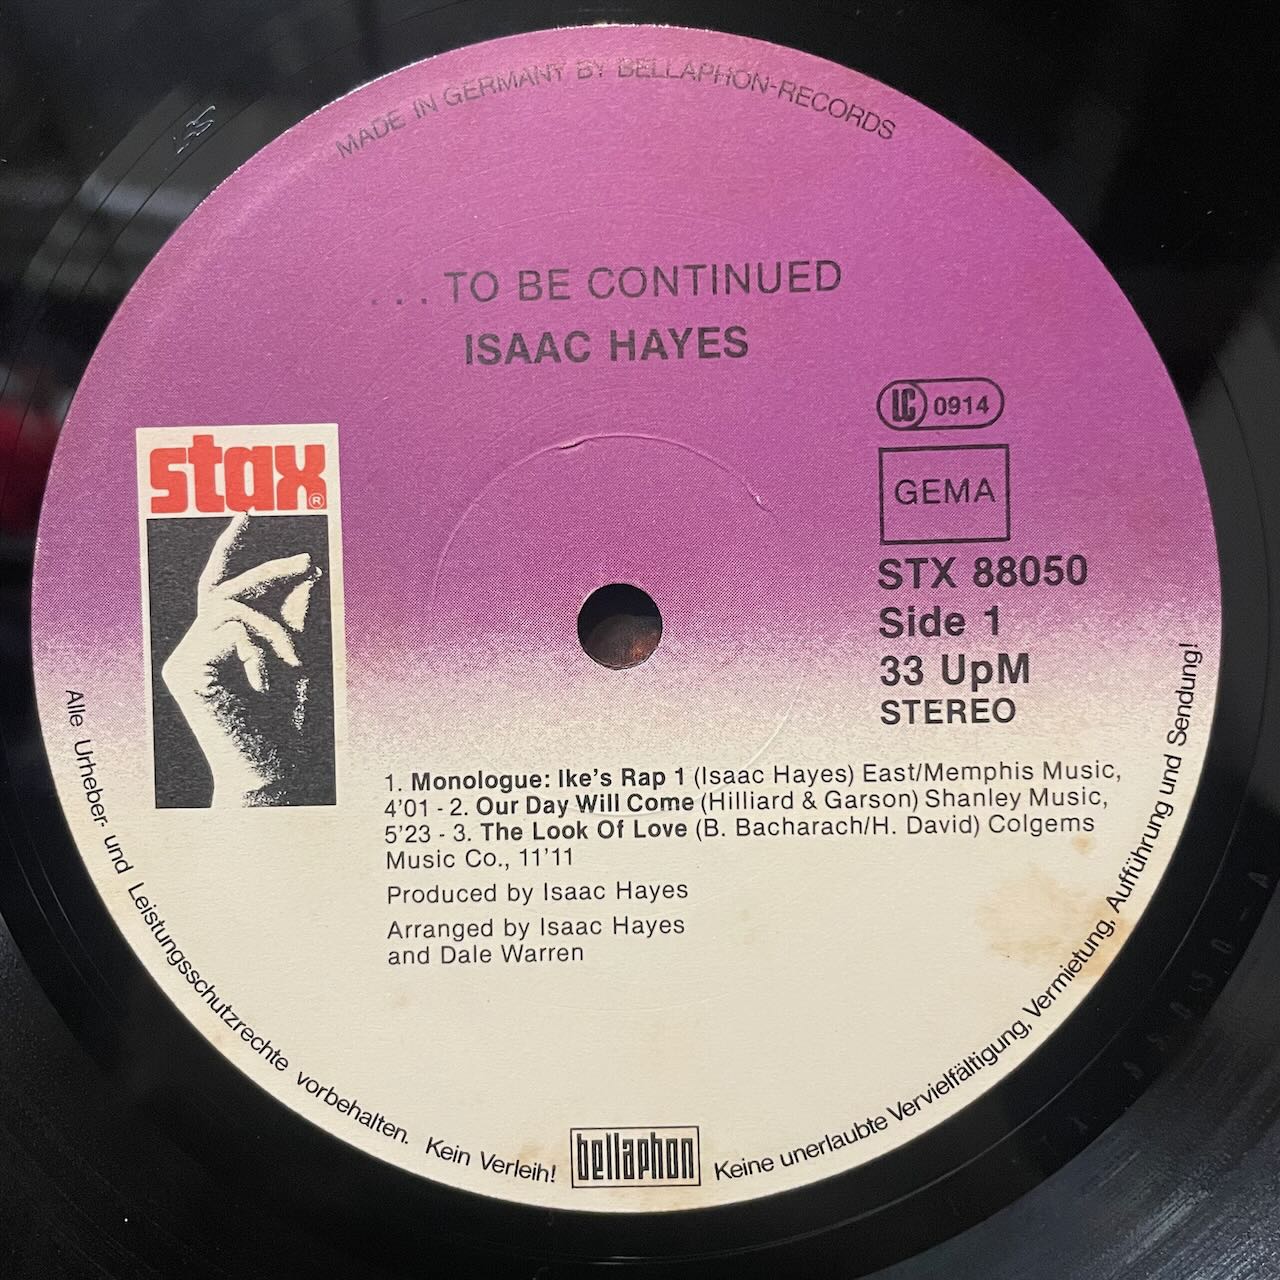 MADE IN GERMANY BY BELLAPHON-RECORDS
...TO BE CONTINUED
ISAAC HAYES
LC 0914
stax®
GEMA
STX 88050
Side 1
33 UpM
STEREO
1. Monologue: Ike's Rap 1 (Isaac Hayes) East/Memphis Music,
4'01 - 2. Our Day Will Come (Hilliard & Garson) Shanley Music,
5'23 - 3. The Look Of Love (B. Bacharach/H. David) Colgems
Music Co., 11'11
Produced by Isaac Hayes
Arranged by Isaac Hayes
and Dale Warren
Alle Urheber- und Leistungsschutzrechte vorbehalten. Kein Verleih!
bellaphon
Keine unerlaubte Vervielfältigung, Vermietung, Aufführung und Sendung!